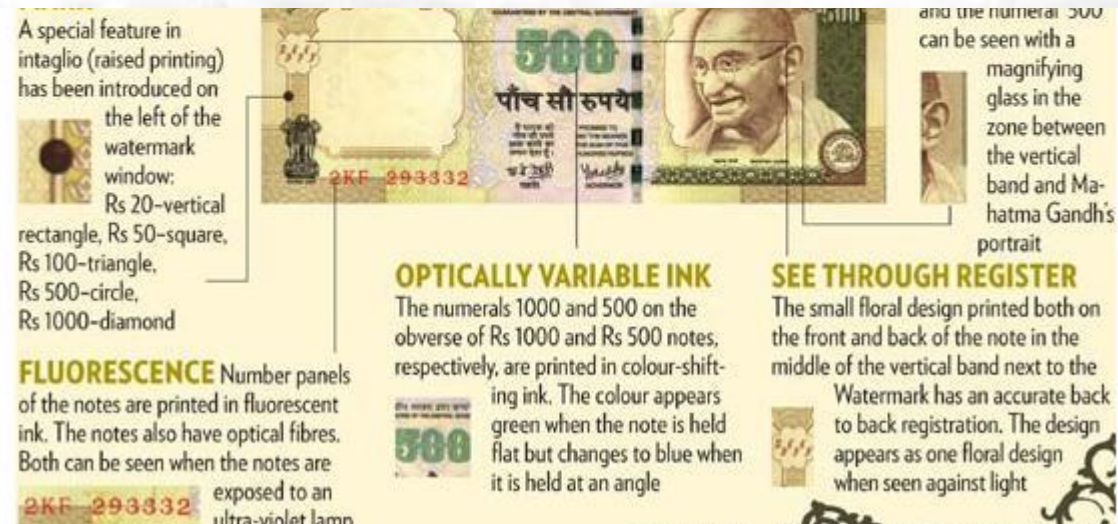 A special feature in
intaglio (raised printing)
has been introduced on
the left of the
watermark
window:
Rs 20-vertical
rectangle, Rs 50-square,
Rs 100-triangle,
Rs 500-circle,
Rs 1000-diamond
FLUORESCENCE Number panels
of the notes are printed in fluorescent
ink. The notes also have optical fibres.
Both can be seen when the notes are
2KF 293332
exposed to an
ultra-violet lamp
500
पाँच सौ रुपये
2KF 293332
GOVERNOR
OPTICALLY VARIABLE INK
The numerals 1000 and 500 on the
obverse of Rs 1000 and Rs 500 notes,
respectively, are printed in colour-shift-
ing ink. The colour appears
green when the note is held
flat but changes to blue when
it is held at an angle
500
and the numeral 500
can be seen with a
magnifying
glass in the
zone between
the vertical
band and Ma-
hatma Gandhi's
portrait
SEE THROUGH REGISTER
The small floral design printed both on
the front and back of the note in the
middle of the vertical band next to the
Watermark has an accurate back
to back registration. The design
appears as one floral design
when seen against light